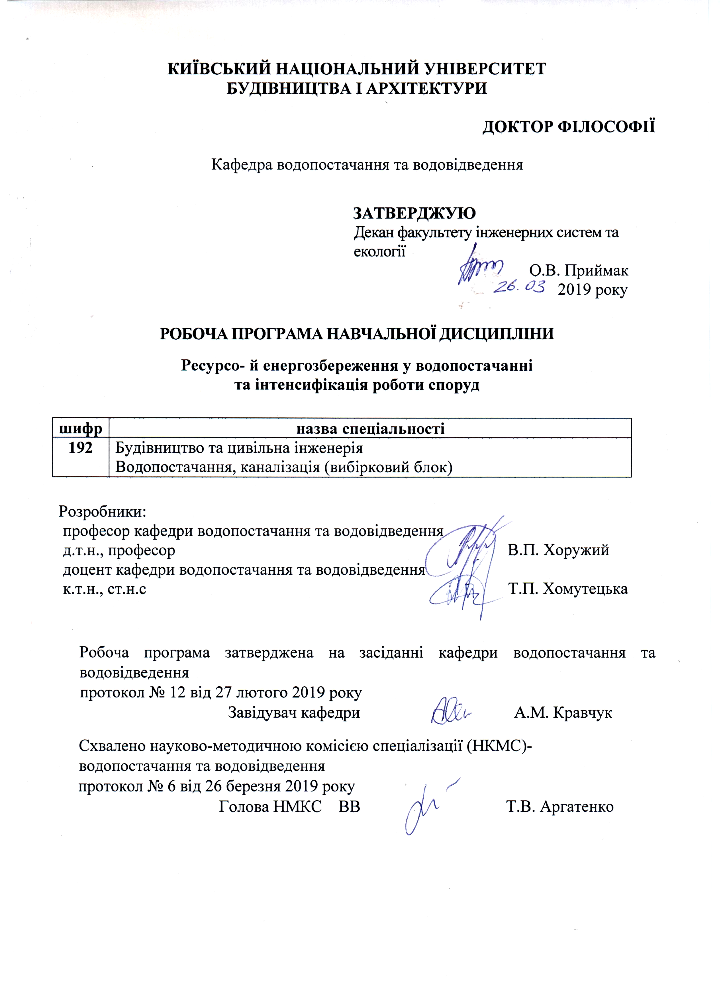 КИЇВСЬКИЙ НАЦІОНАЛЬНИЙ УНІВЕРСИТЕТ
БУДІВНИЦТВА І АРХІТЕКТУРИ
ДОКТОР ФІЛОСОФІЇ
Кафедра водопостачання та водовідведення
ЗАТВЕРДЖУЮ
Декан факультету інженерних систем та
екології
О.В. Приймак
26.03 2019 року
РОБОЧА ПРОГРАМА НАВЧАЛЬНОЇ ДИСЦИПЛІНИ
Ресурсо- й енергозбереження у водопостачанні
та інтенсифікація роботи споруд
шифр назва спеціальності
192 Будівництво та цивільна інженерія
Водопостачання, каналізація (вибірковий блок)
Розробники:
професор кафедри водопостачання та водовідведення
д.т.н., професор В.П. Хоружий
доцент кафедри водопостачання та водовідведення
к.т.н., ст.н.с Т.П. Хомутецька
Робоча програма затверджена на засіданні кафедри водопостачання та
водовідведення
протокол № 12 від 27 лютого 2019 року
Завідувач кафедри А.М. Кравчук
Схвалено науково-методичною комісією спеціалізації (НКМС)-
водопостачання та водовідведення
протокол № 6 від 26 березня 2019 року
Голова НМКС ВВ Т.В. Аргатенко